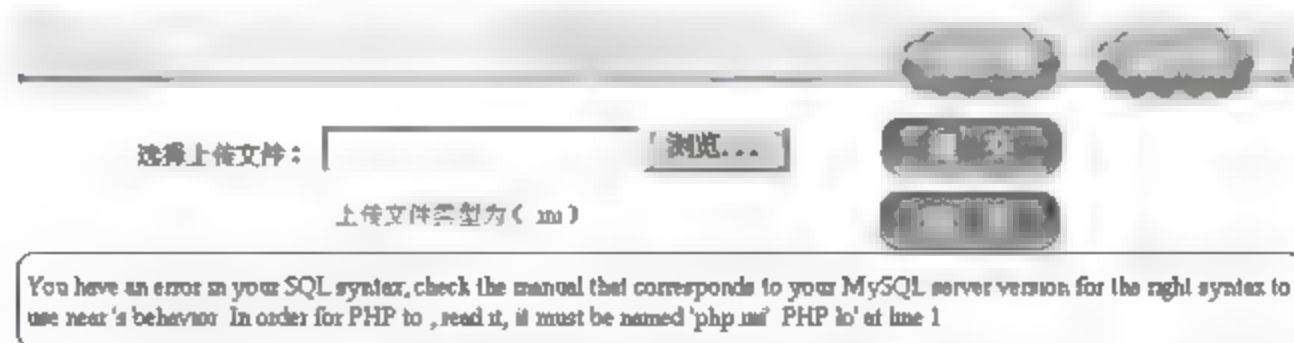 选择上传文件： 浏览...
上传文件类型为（ ini ）
You have an error in your SQL syntax, check the manual that corresponds to your MySQL server version for the right syntax to
use near 's behavior In order for PHP to , read it, it must be named 'php ini' PHP lo' at line 1